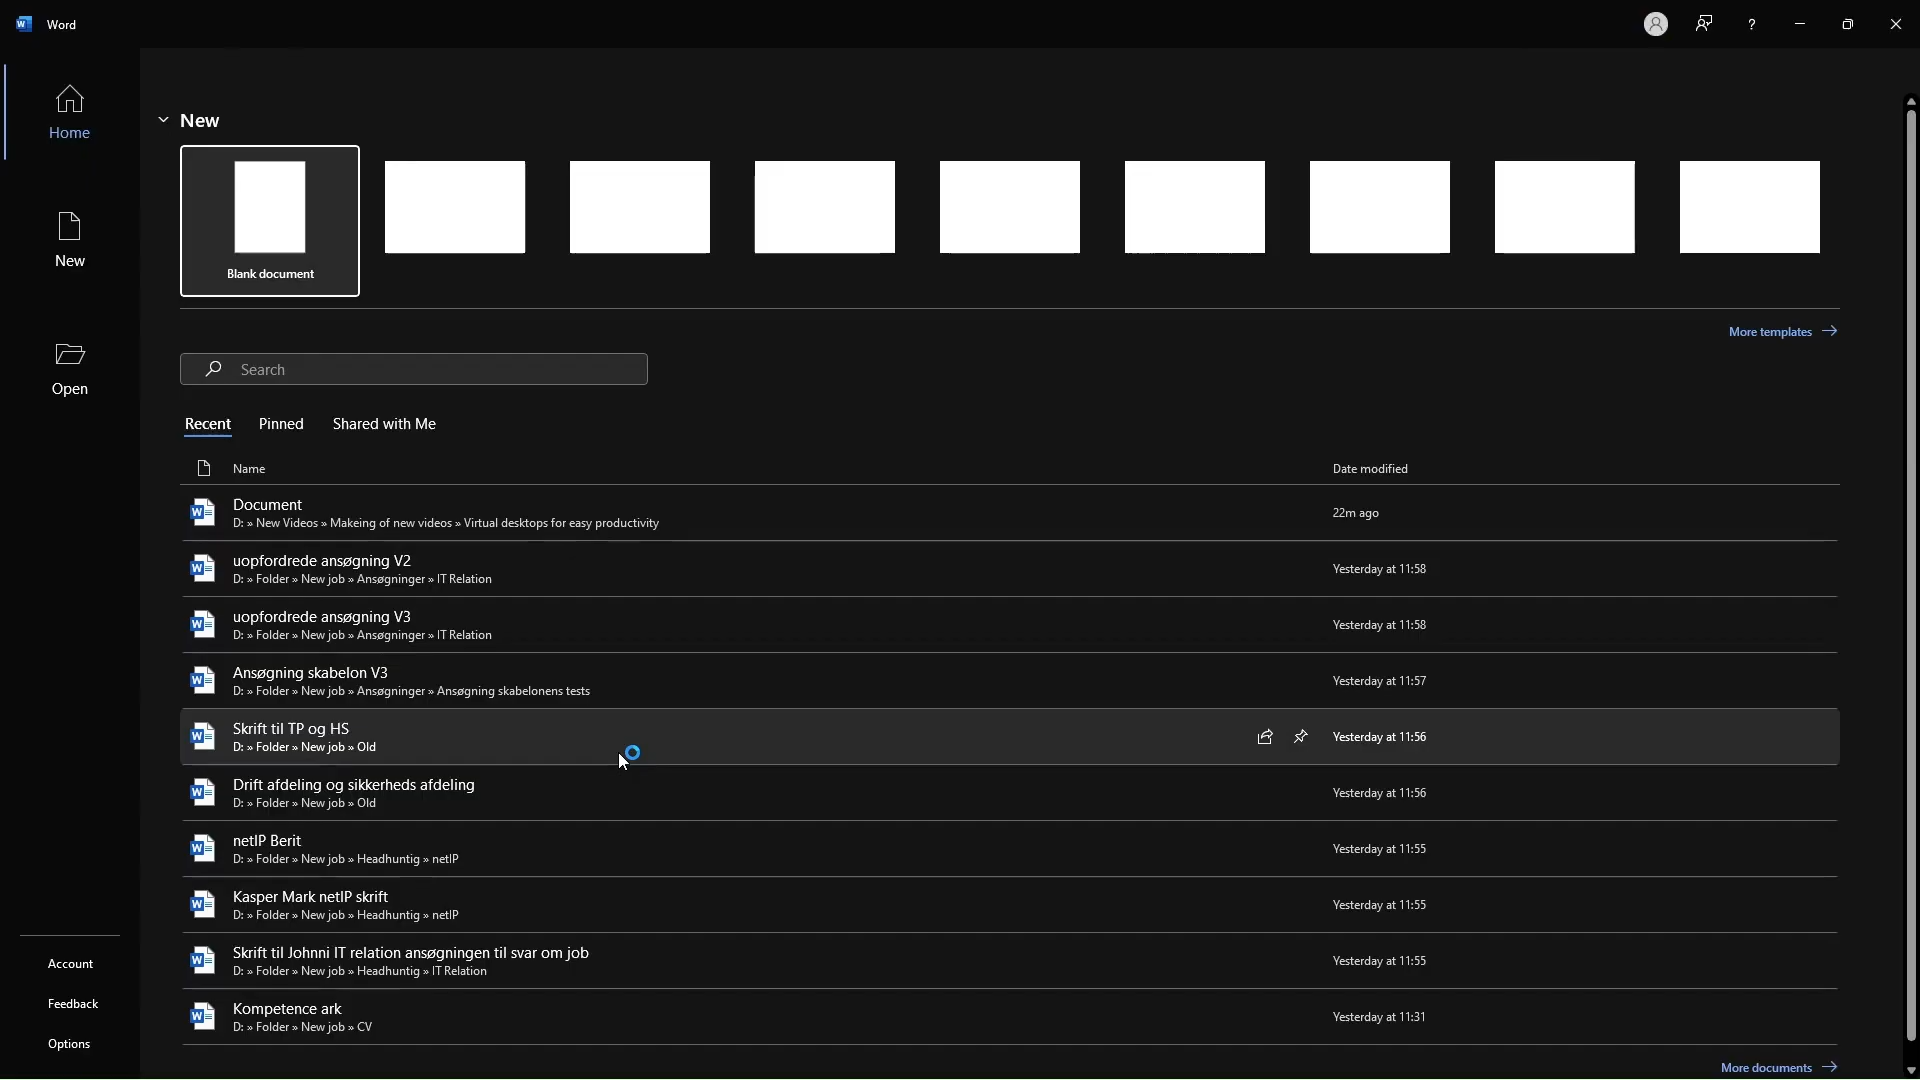 Word
?
Home
New
Open
Account
Feedback
Options
New
Blank document
More templates
Search
Recent
Pinned
Shared with Me
Name
Date modified
Document
D: » New Videos » Makeing of new videos » Virtual desktops for easy productivity
22m ago
uopfordrede ansøgning V2
D: » Folder » New job » Ansøgninger » IT Relation
Yesterday at 11:58
uopfordrede ansøgning V3
D: » Folder » New job » Ansøgninger » IT Relation
Yesterday at 11:58
Ansøgning skabelon V3
D: » Folder » New job » Ansøgninger » Ansøgning skabelonens tests
Yesterday at 11:57
Skrift til TP og HS
D: » Folder » New job » Old
Yesterday at 11:56
Drift afdeling og sikkerheds afdeling
D: » Folder » New job » Old
Yesterday at 11:56
netIP Berit
D: » Folder » New job » Headhuntig » netIP
Yesterday at 11:55
Kasper Mark netIP skrift
D: » Folder » New job » Headhuntig » netIP
Yesterday at 11:55
Skrift til Johnni IT relation ansøgningen til svar om job
D: » Folder » New job » Headhuntig » IT Relation
Yesterday at 11:55
Kompetence ark
D: » Folder » New job » CV
Yesterday at 11:31
More documents